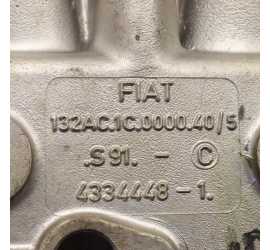 FIAT
132AC.1C.0000.40/5
.S91. - C
4334448-1.